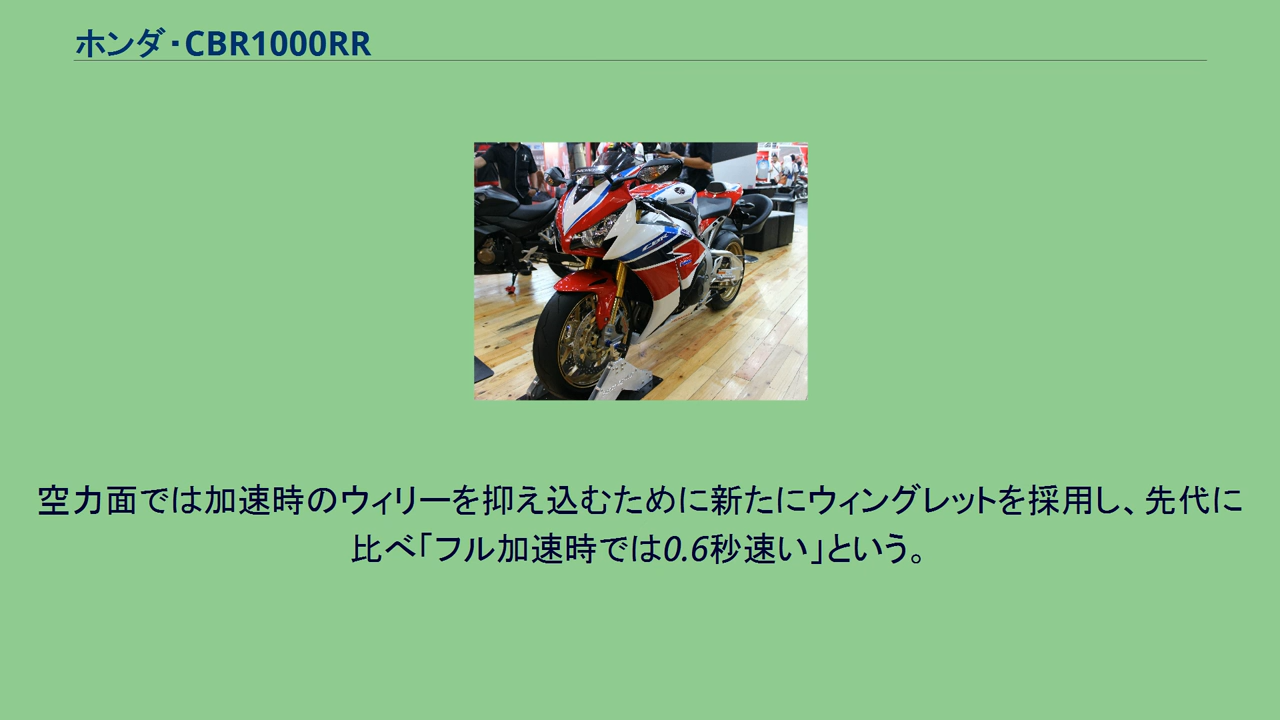 ホンダ・CBR1000RR
CBR
空力面では加速時のウィリーを抑え込むために新たにウィングレットを採用し、先代に
比べ「フル加速時では0.6秒速い」という。